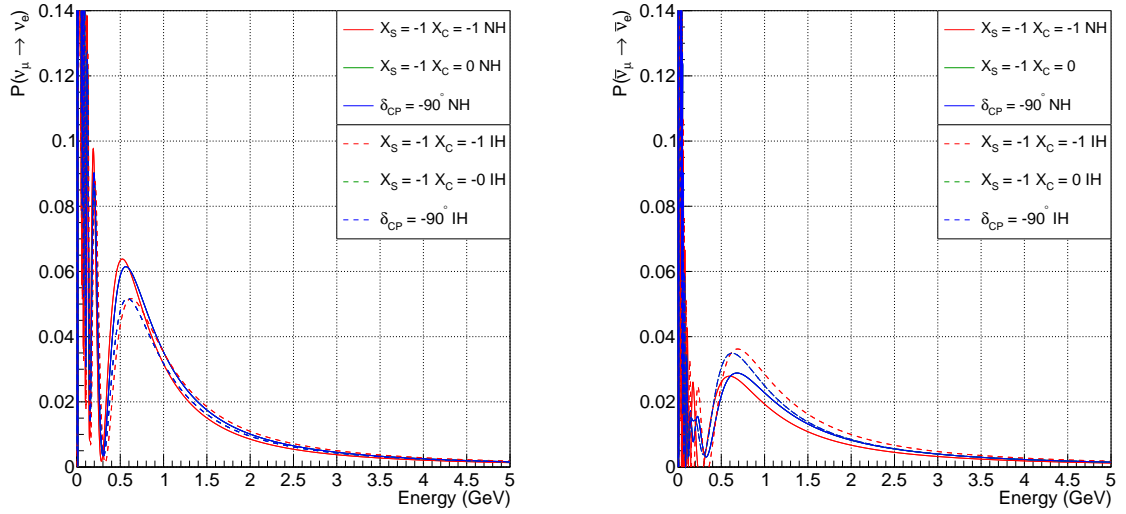 P(ν_μ → ν_e)
0.14
0.12
0.1
0.08
0.06
0.04
0.02
0
X_S = -1 X_C = -1 NH
X_S = -1 X_C = 0 NH
δ_CP = -90° NH
X_S = -1 X_C = -1 IH
X_S = -1 X_C = -0 IH
δ_CP = -90° IH
0 0.5 1 1.5 2 2.5 3 3.5 4 4.5 5
Energy (GeV)
P(ν̄_μ → ν̄_e)
0.14
0.12
0.1
0.08
0.06
0.04
0.02
0
X_S = -1 X_C = -1 NH
X_S = -1 X_C = 0
δ_CP = -90° NH
X_S = -1 X_C = -1 IH
X_S = -1 X_C = 0 IH
δ_CP = -90° IH
0 0.5 1 1.5 2 2.5 3 3.5 4 4.5 5
Energy (GeV)